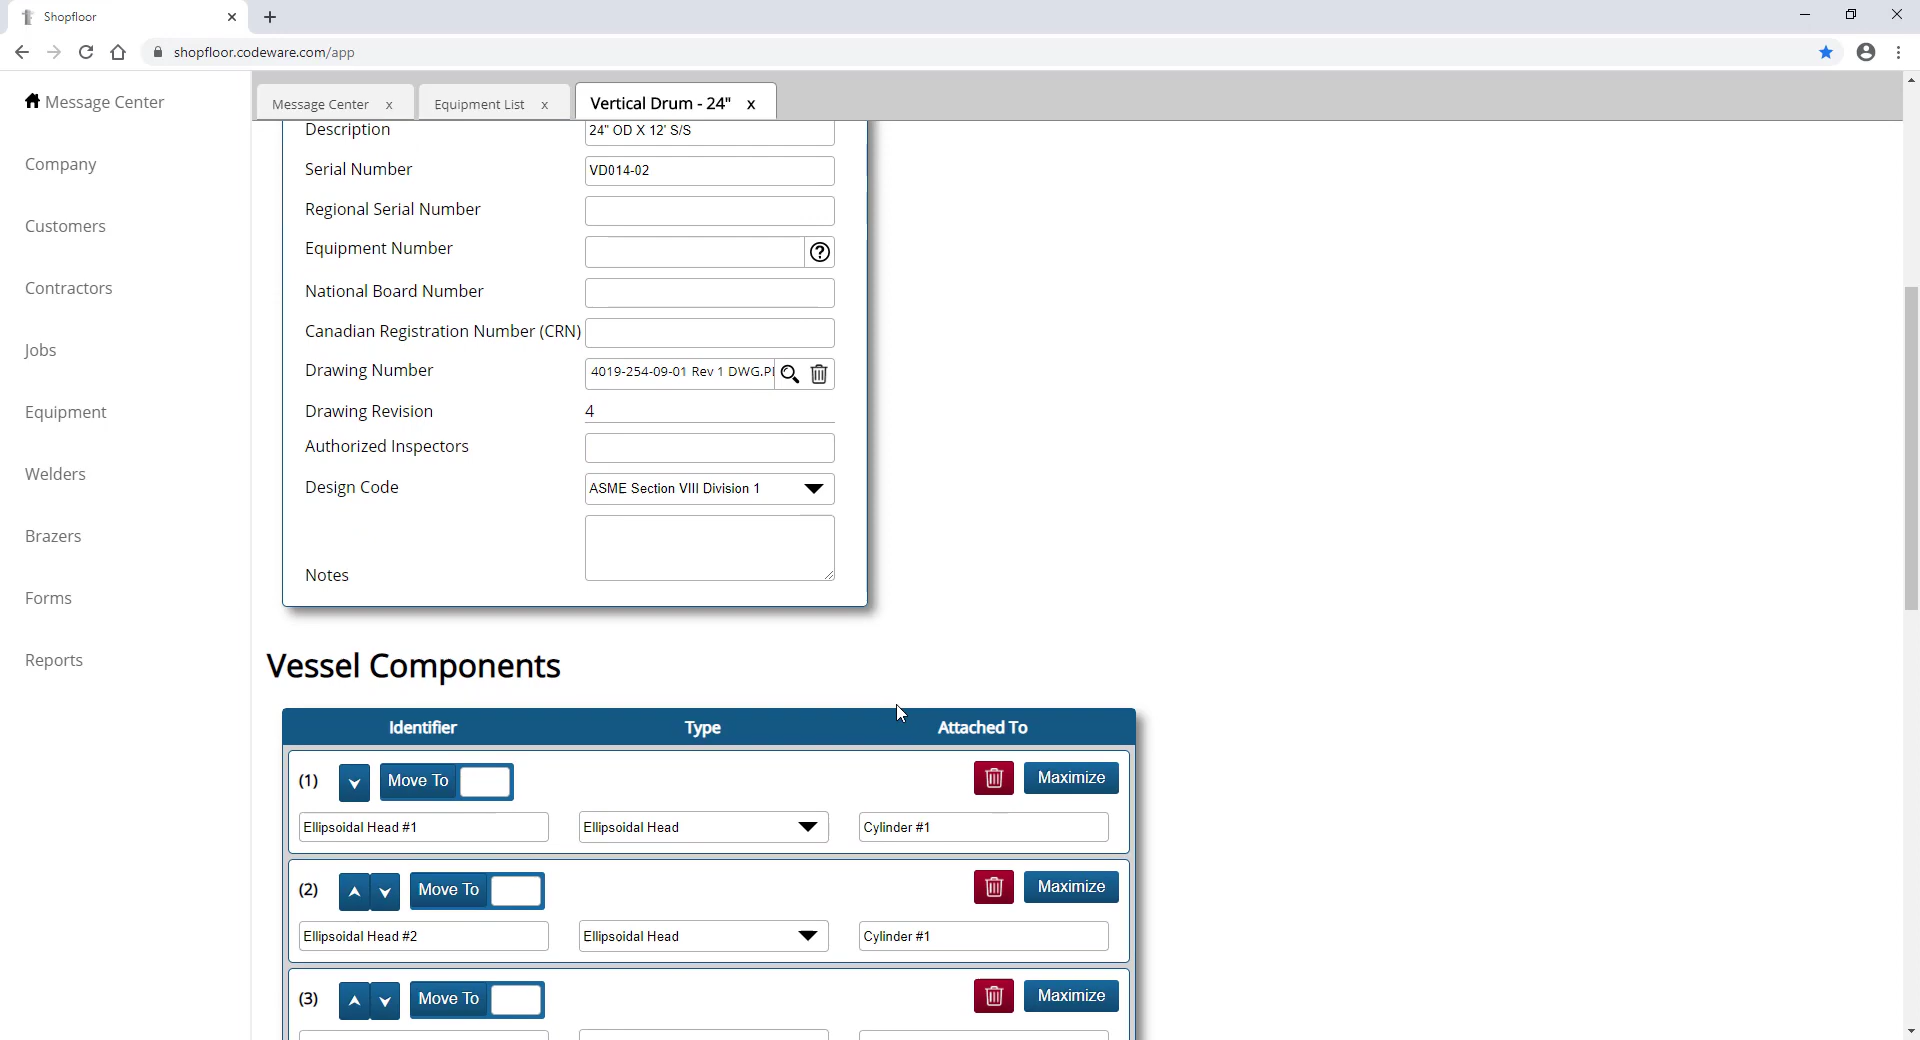 Shopfloor
shopfloor.codeware.com/app
Message Center
Company
Customers
Contractors
Jobs
Equipment
Welders
Brazers
Forms
Reports
Message Center x
Equipment List x
Vertical Drum - 24" x
Description 24" OD X 12' S/S
Serial Number VD014-02
Regional Serial Number
Equipment Number
National Board Number
Canadian Registration Number (CRN)
Drawing Number 4019-254-09-01 Rev 1 DWG.P
Drawing Revision 4
Authorized Inspectors
Design Code ASME Section VIII Division 1
Notes
Vessel Components
Identifier Type Attached To
(1) Move To Maximize
Ellipsoidal Head #1 Ellipsoidal Head Cylinder #1
(2) Move To Maximize
Ellipsoidal Head #2 Ellipsoidal Head Cylinder #1
(3) Move To Maximize